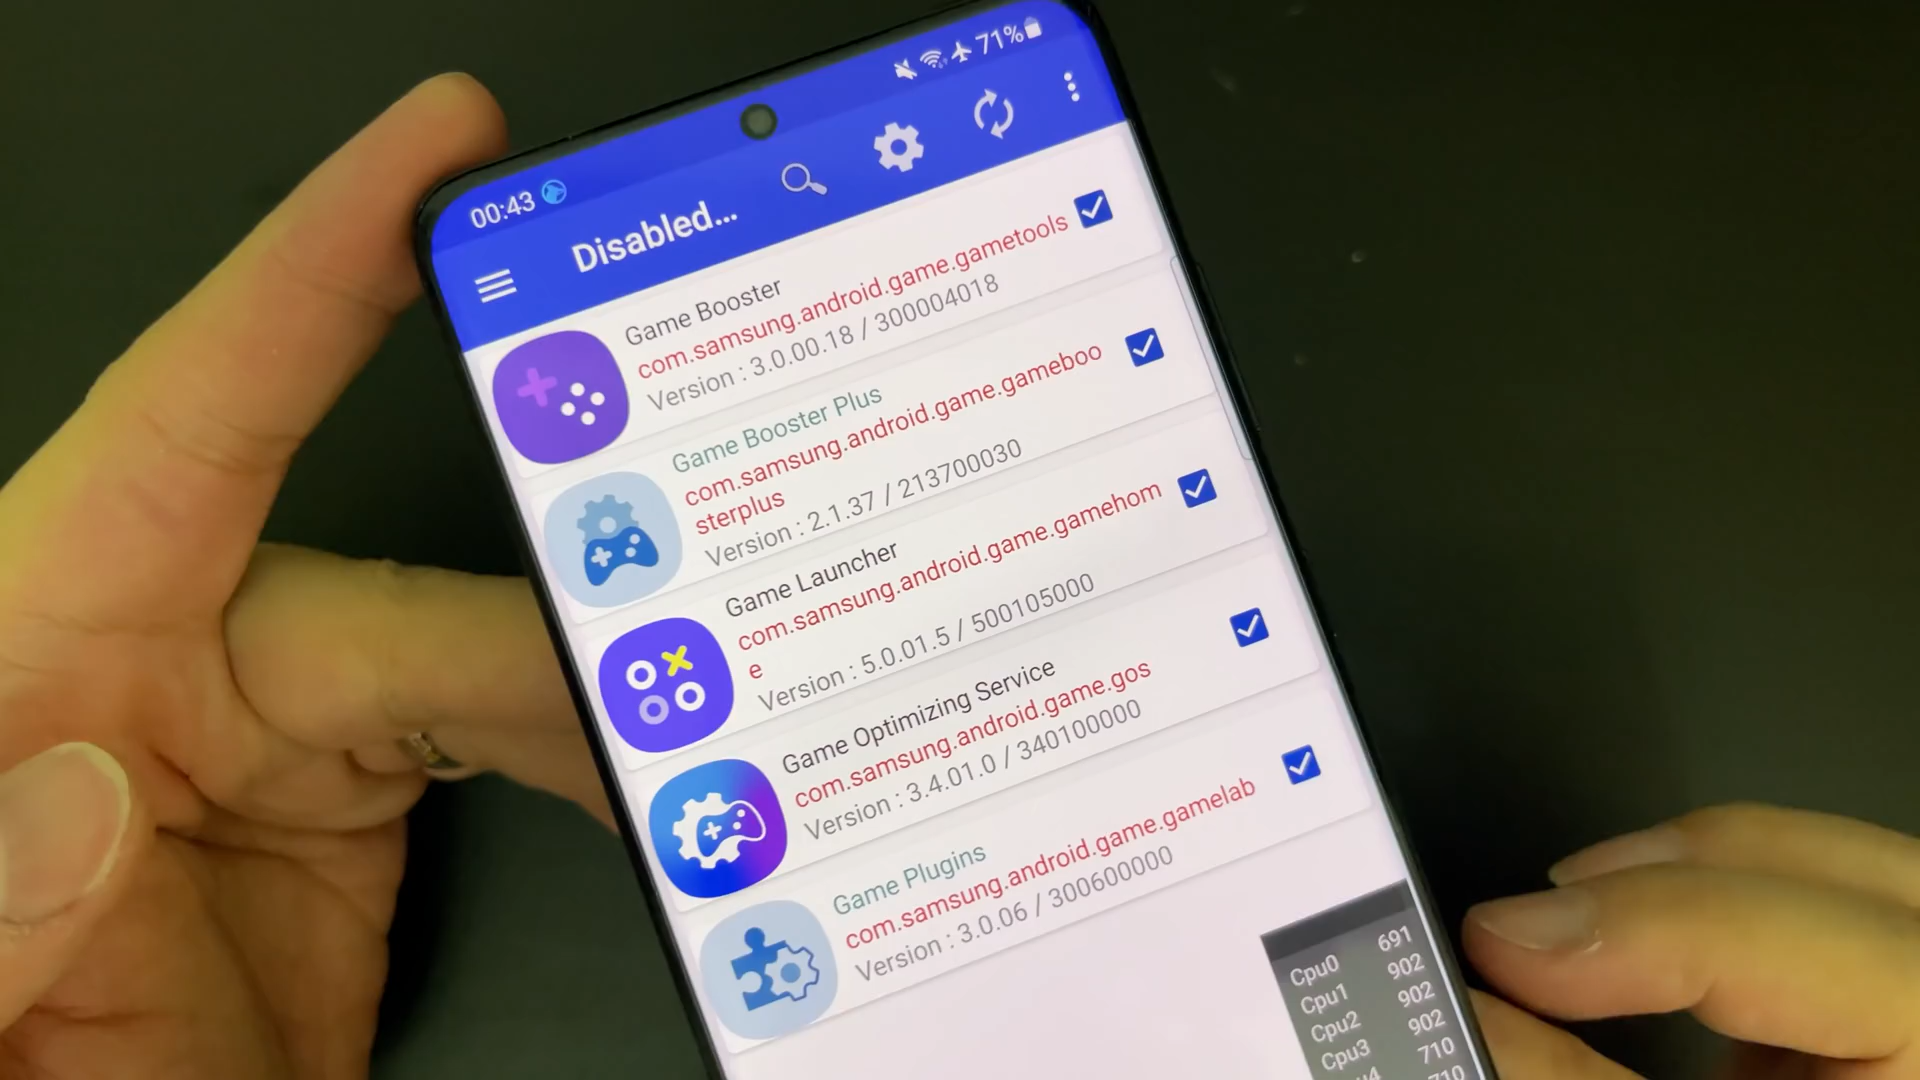 00:43
71%
Disabled...
Game Booster
com.samsung.android.game.gametools
Version : 3.0.00.18 / 300004018
Game Booster Plus
com.samsung.android.game.gameboo
sterplus
Version : 2.1.37 / 213700030
Game Launcher
com.samsung.android.game.gamehom
e
Version : 5.0.01.5 / 500105000
Game Optimizing Service
com.samsung.android.game.gos
Version : 3.4.01.0 / 340100000
Game Plugins
com.samsung.android.game.gamelab
Version : 3.0.06 / 300600000
Cpu0 691
Cpu1 902
Cpu2 902
Cpu3 902
710
710